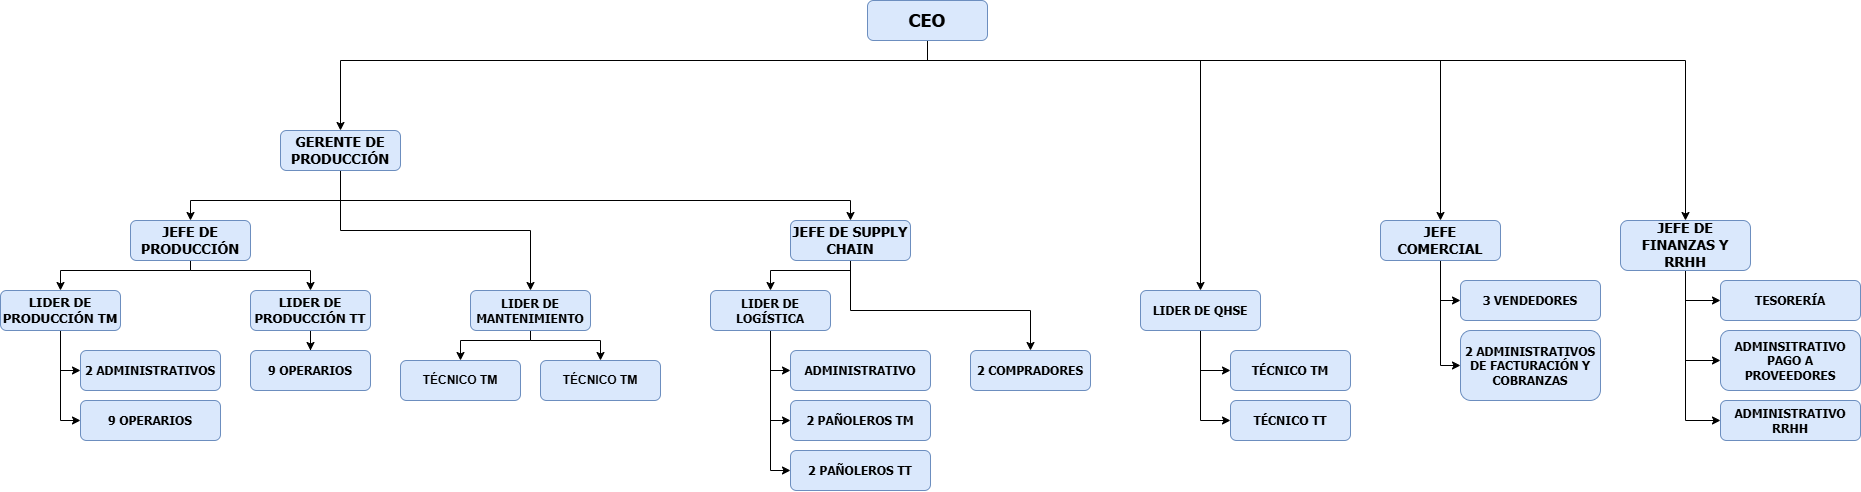 CEO
GERENTE DE
PRODUCCIÓN
JEFE DE
PRODUCCIÓN
JEFE DE SUPPLY
CHAIN
JEFE
COMERCIAL
JEFE DE
FINANZAS Y
RRHH
LIDER DE
PRODUCCIÓN TM
LIDER DE
PRODUCCIÓN TT
LIDER DE
MANTENIMIENTO
LIDER DE
LOGÍSTICA
LIDER DE QHSE
3 VENDEDORES
TESORERÍA
2 ADMINISTRATIVOS
9 OPERARIOS
TÉCNICO TM
TÉCNICO TM
ADMINISTRATIVO
2 COMPRADORES
TÉCNICO TM
2 ADMINISTRATIVOS
DE FACTURACIÓN Y
COBRANZAS
ADMINSITRATIVO
PAGO A
PROVEEDORES
9 OPERARIOS
2 PAÑOLEROS TM
TÉCNICO TT
ADMINISTRATIVO
RRHH
2 PAÑOLEROS TT